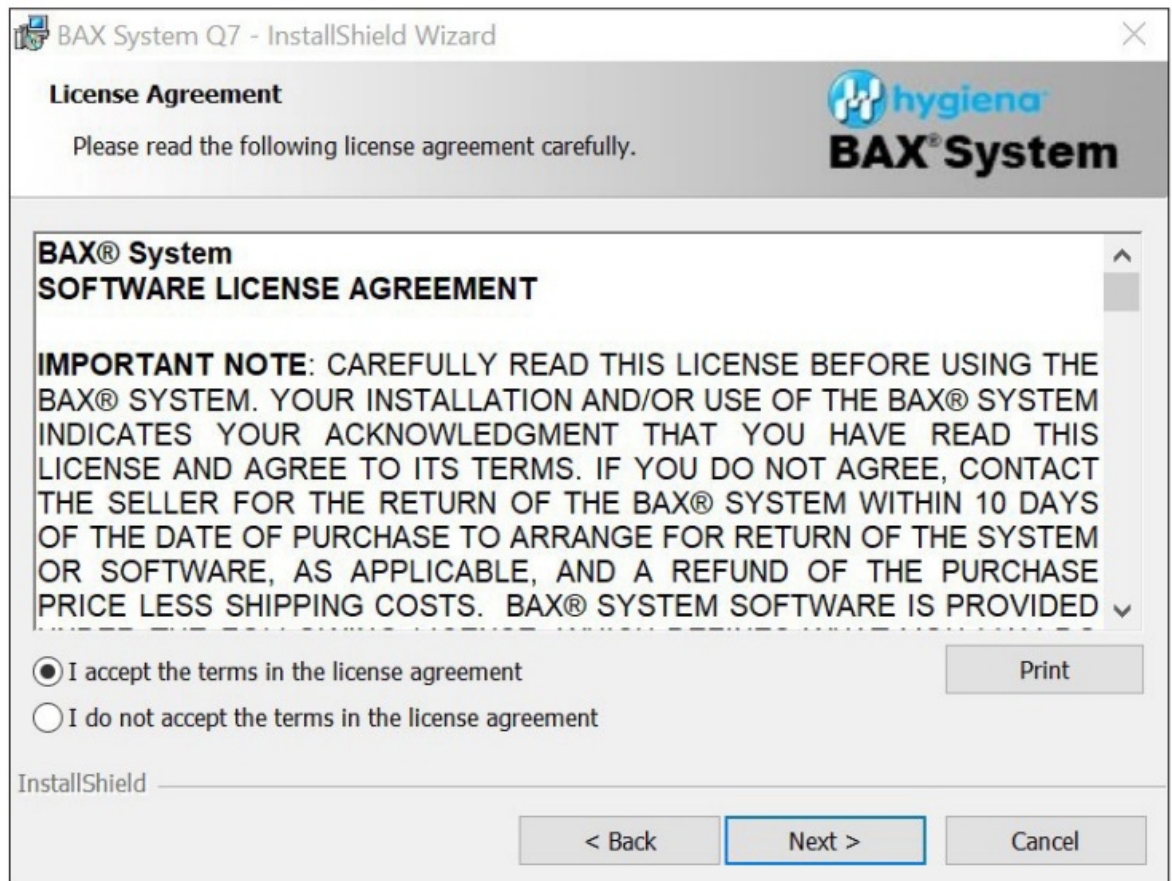 BAX System Q7 - InstallShield Wizard
License Agreement
Please read the following license agreement carefully.
hygiena
BAX® System
BAX® System
SOFTWARE LICENSE AGREEMENT
IMPORTANT NOTE: CAREFULLY READ THIS LICENSE BEFORE USING THE
BAX® SYSTEM. YOUR INSTALLATION AND/OR USE OF THE BAX® SYSTEM
INDICATES YOUR ACKNOWLEDGMENT THAT YOU HAVE READ THIS
LICENSE AND AGREE TO ITS TERMS. IF YOU DO NOT AGREE, CONTACT
THE SELLER FOR THE RETURN OF THE BAX® SYSTEM WITHIN 10 DAYS
OF THE DATE OF PURCHASE TO ARRANGE FOR RETURN OF THE SYSTEM
OR SOFTWARE, AS APPLICABLE, AND A REFUND OF THE PURCHASE
PRICE LESS SHIPPING COSTS. BAX® SYSTEM SOFTWARE IS PROVIDED
I accept the terms in the license agreement
Print
I do not accept the terms in the license agreement
InstallShield
< Back
Next >
Cancel